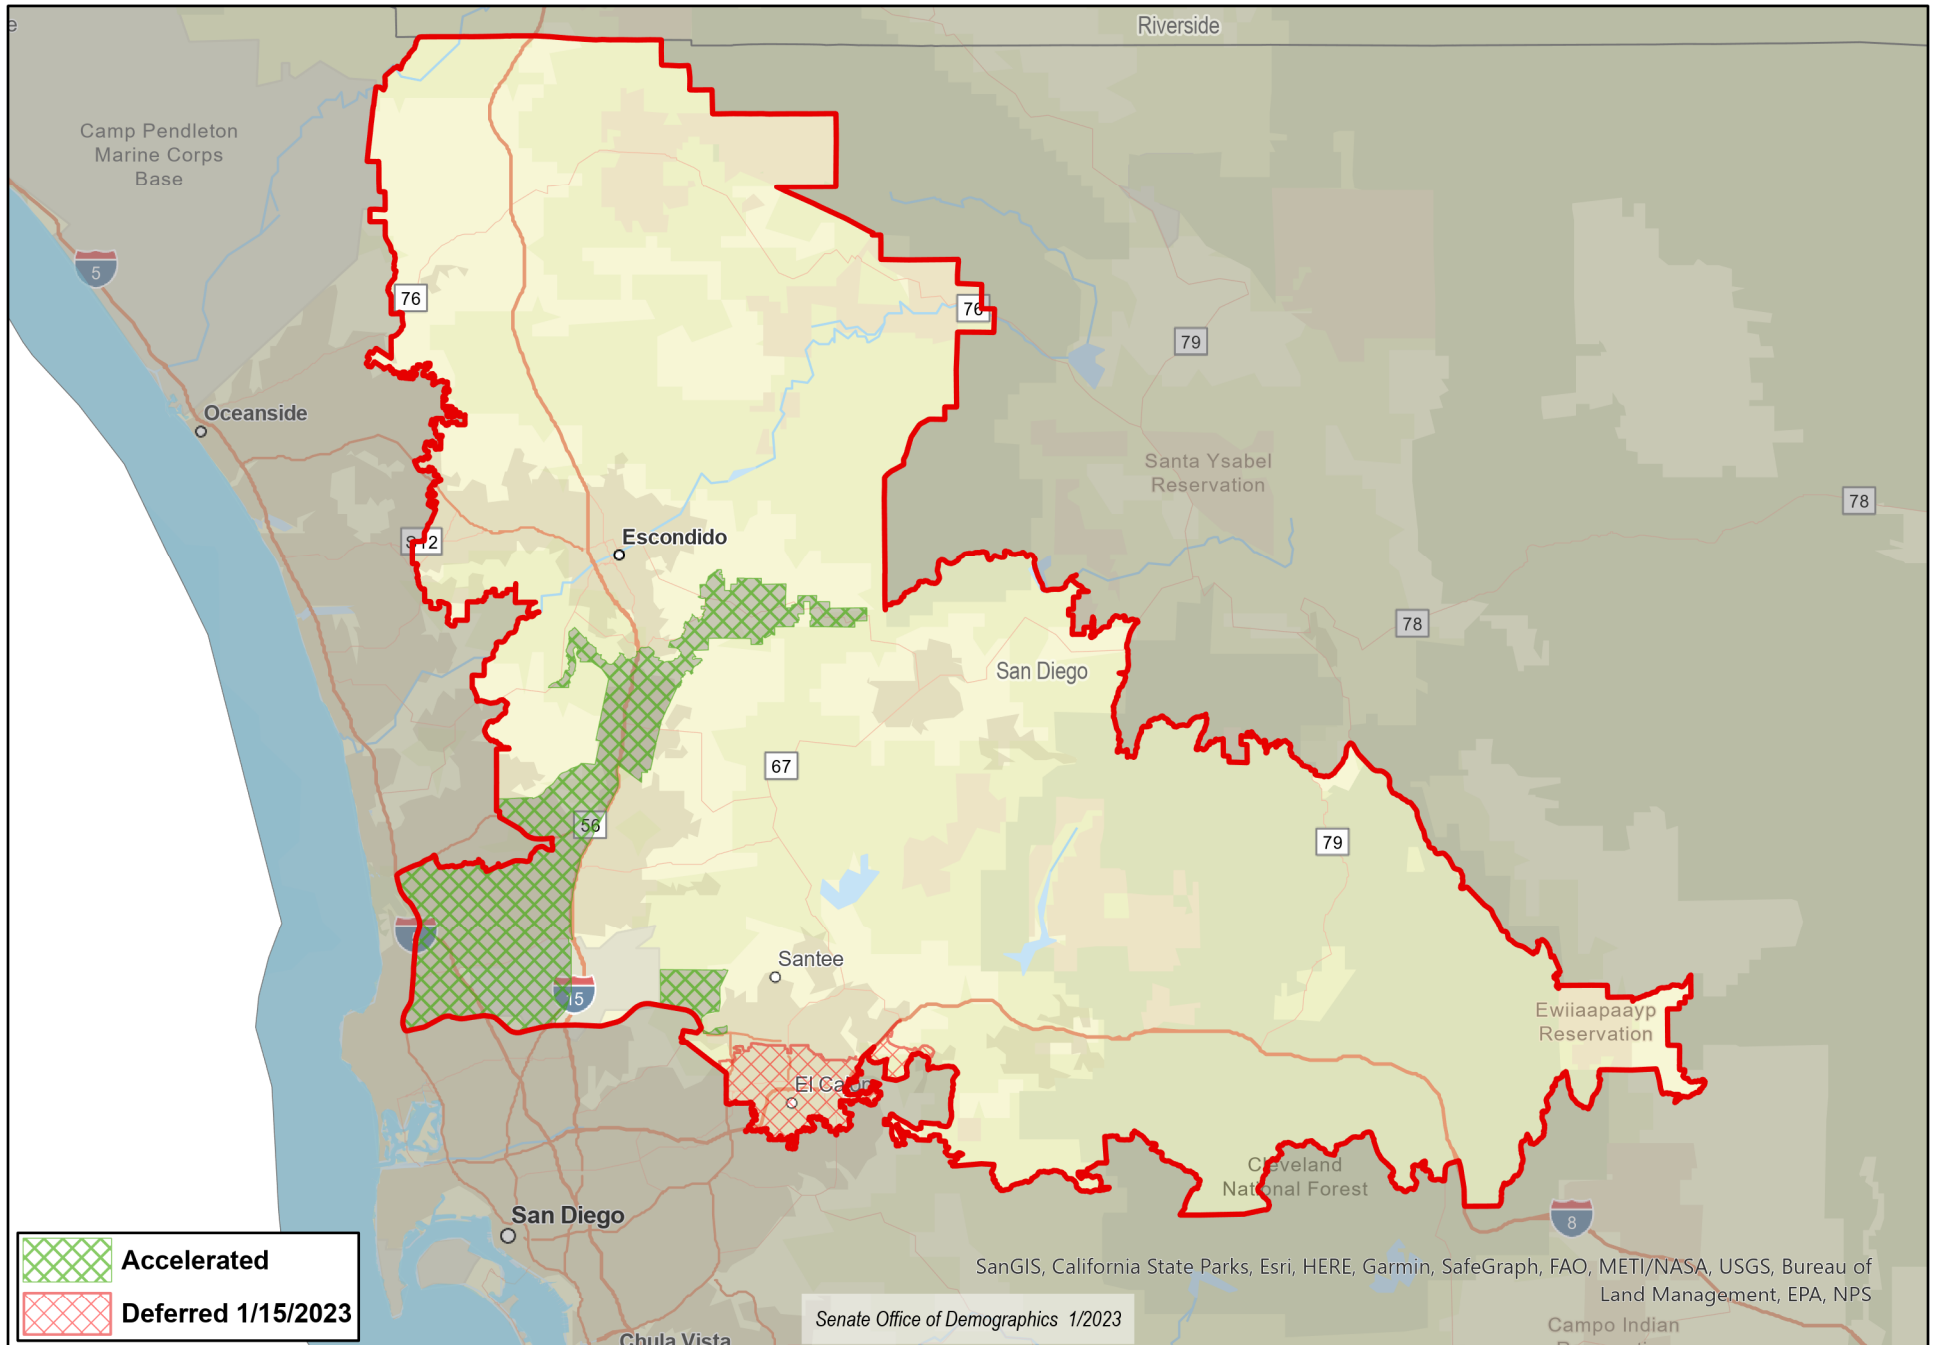 e
Riverside
Camp Pendleton
Marine Corps
Base
5
76
76
79
Oceanside
Santa Ysabel
Reservation
78
S12
Escondido
78
San Diego
67
56
79
Santee
15
Ewiiaapaayp
Reservation
El Cajon
Cleveland
National Forest
San Diego
8
Accelerated
Deferred 1/15/2023
SanGIS, California State Parks, Esri, HERE, Garmin, SafeGraph, FAO, METI/NASA, USGS, Bureau of
Land Management, EPA, NPS
Senate Office of Demographics 1/2023
Chula Vista
Campo Indian